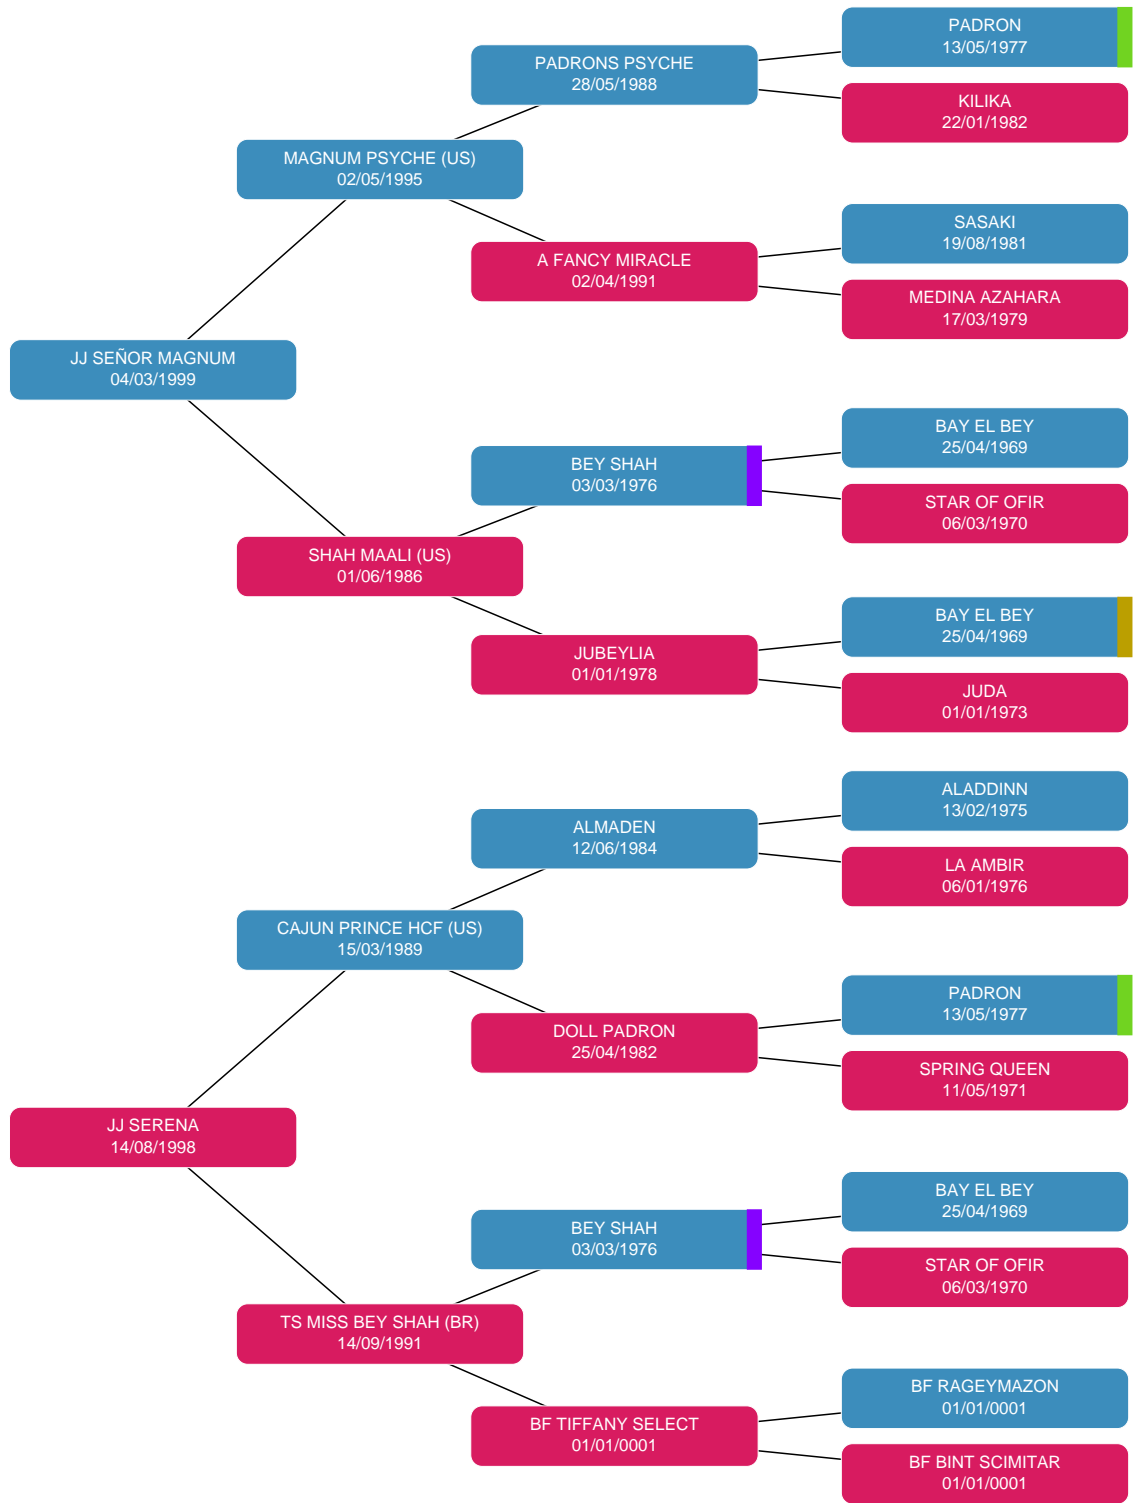 PADRON
13/05/1977
PADRONS PSYCHE
28/05/1988
KILIKA
22/01/1982
MAGNUM PSYCHE (US)
02/05/1995
SASAKI
19/08/1981
A FANCY MIRACLE
02/04/1991
MEDINA AZAHARA
17/03/1979
JJ SEÑOR MAGNUM
04/03/1999
BAY EL BEY
25/04/1969
BEY SHAH
03/03/1976
STAR OF OFIR
06/03/1970
SHAH MAALI (US)
01/06/1986
BAY EL BEY
25/04/1969
JUBEYLIA
01/01/1978
JUDA
01/01/1973
ALADDINN
13/02/1975
ALMADEN
12/06/1984
LA AMBIR
06/01/1976
CAJUN PRINCE HCF (US)
15/03/1989
PADRON
13/05/1977
DOLL PADRON
25/04/1982
SPRING QUEEN
11/05/1971
JJ SERENA
14/08/1998
BAY EL BEY
25/04/1969
BEY SHAH
03/03/1976
STAR OF OFIR
06/03/1970
TS MISS BEY SHAH (BR)
14/09/1991
BF RAGEYMAZON
01/01/0001
BF TIFFANY SELECT
01/01/0001
BF BINT SCIMITAR
01/01/0001